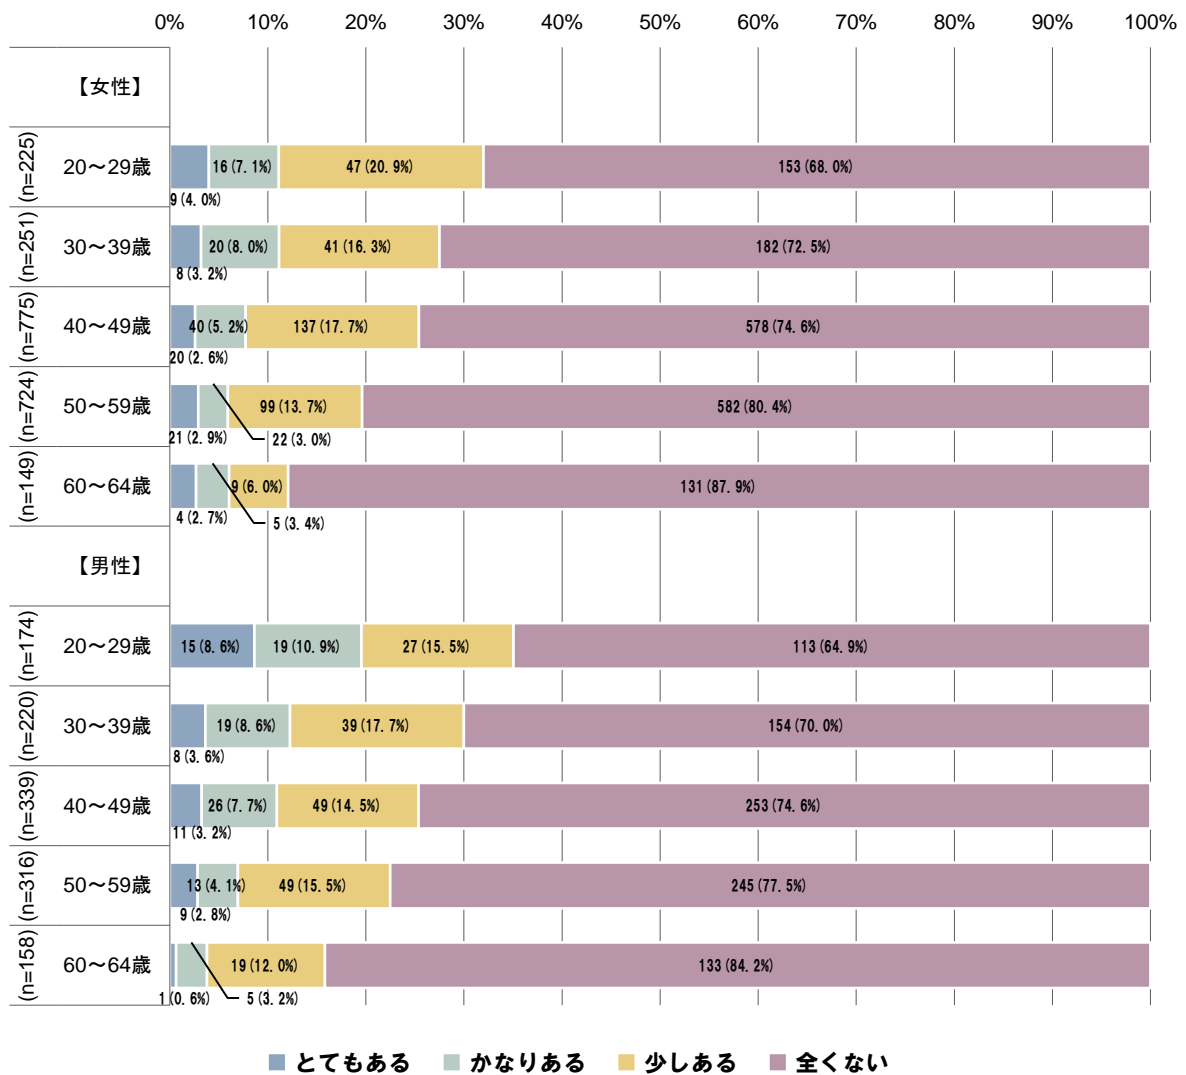 0% 10% 20% 30% 40% 50% 60% 70% 80% 90% 100%
【女性】
(n=225) 20～29歳 16(7.1%) 47(20.9%) 153(68.0%)
9(4.0%)
(n=251) 30～39歳 20(8.0%) 41(16.3%) 182(72.5%)
8(3.2%)
(n=775) 40～49歳 40(5.2%) 137(17.7%) 578(74.6%)
20(2.6%)
(n=724) 50～59歳 99(13.7%) 582(80.4%)
21(2.9%) 22(3.0%)
(n=149) 60～64歳 9(6.0%) 131(87.9%)
4(2.7%) 5(3.4%)
【男性】
(n=174) 20～29歳 15(8.6%) 19(10.9%) 27(15.5%) 113(64.9%)
(n=220) 30～39歳 19(8.6%) 39(17.7%) 154(70.0%)
8(3.6%)
(n=339) 40～49歳 26(7.7%) 49(14.5%) 253(74.6%)
11(3.2%)
(n=316) 50～59歳 13(4.1%) 49(15.5%) 245(77.5%)
9(2.8%)
(n=158) 60～64歳 19(12.0%) 133(84.2%)
1(0.6%) 5(3.2%)
とてもある かなりある 少しある 全くない